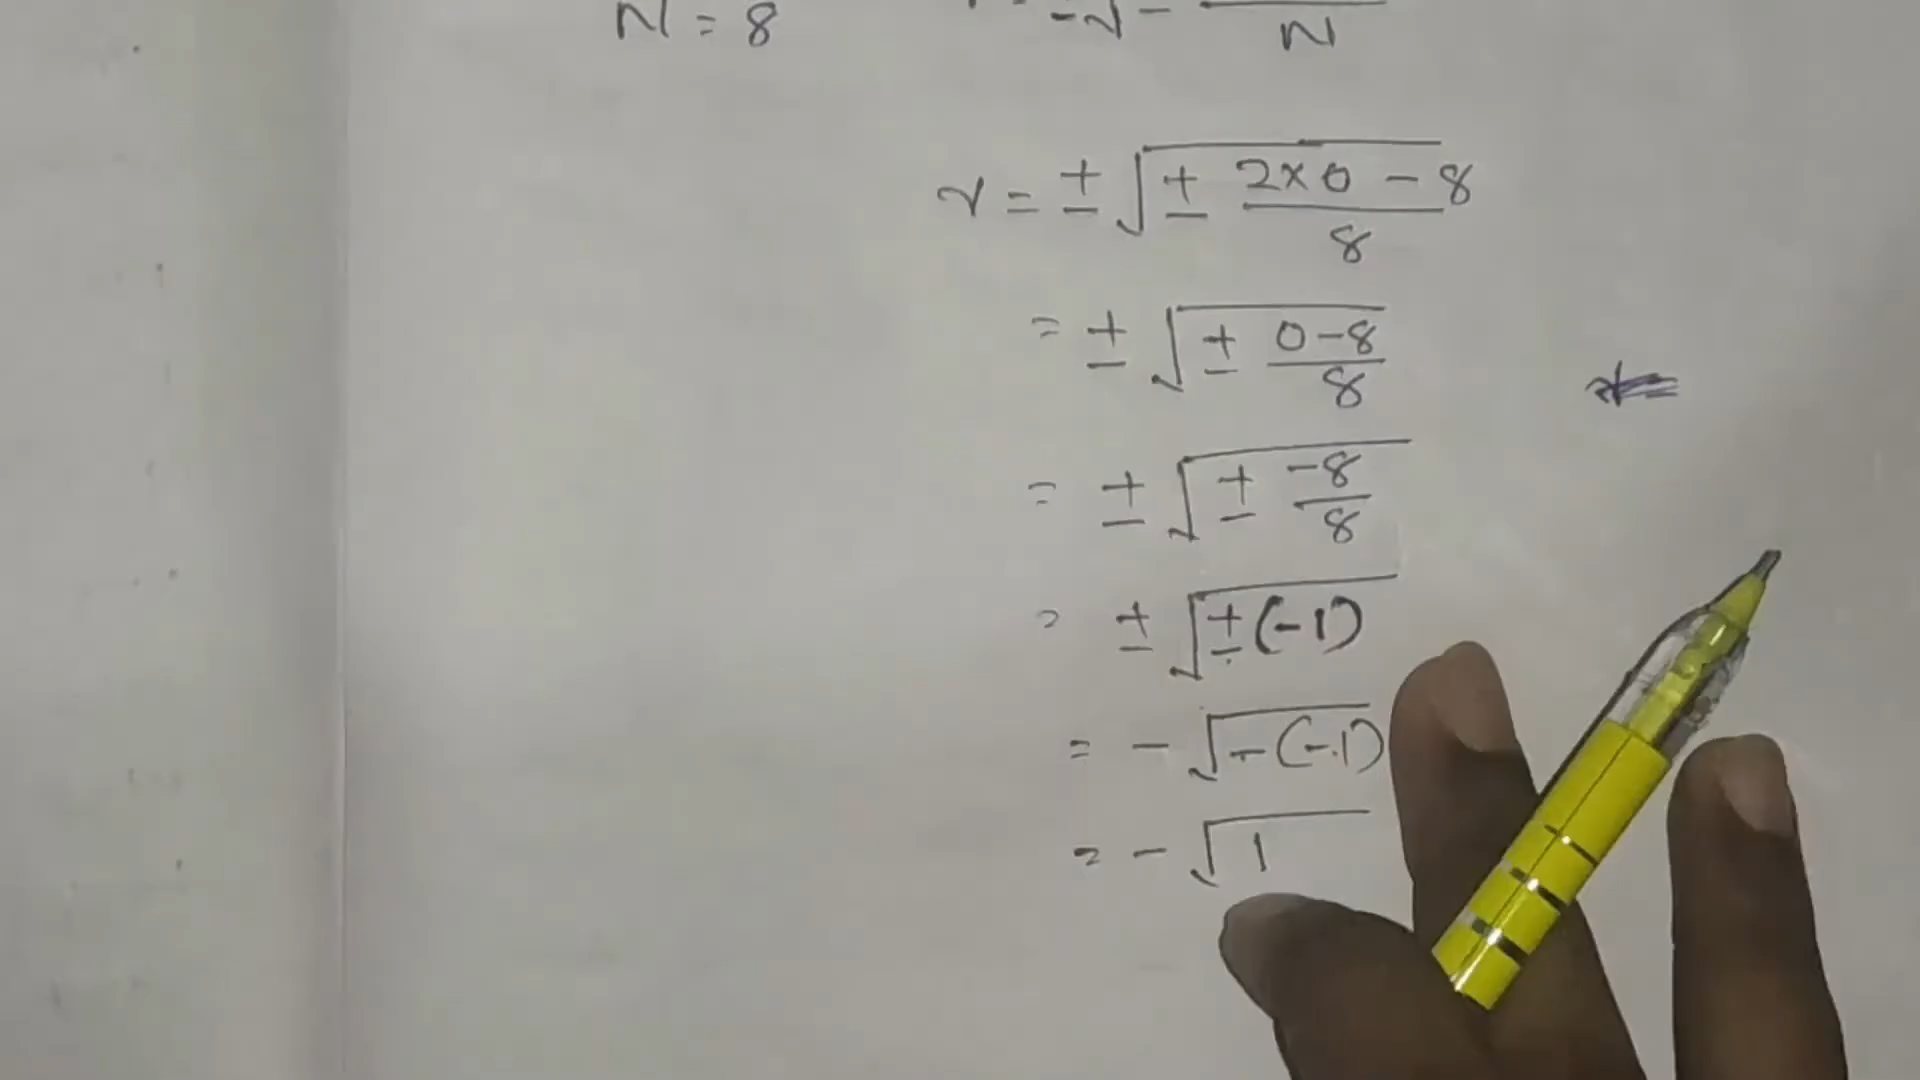 N = 8
N
r = ± √(± (2×0 - 8)/8)
= ± √(± (0-8)/8)
= ± √(± -8/8)
= ± √(±(-1))
= - √(-(-1))
= - √1